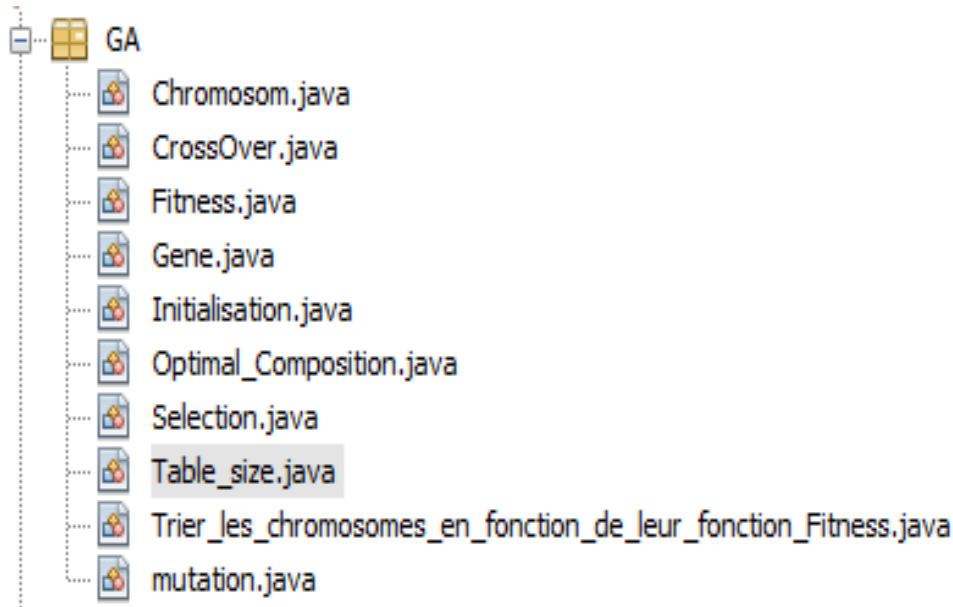 GA
Chromosom.java
CrossOver.java
Fitness.java
Gene.java
Initialisation.java
Optimal_Composition.java
Selection.java
Table_size.java
Trier_les_chromosomes_en_fonction_de_leur_fonction_Fitness.java
mutation.java